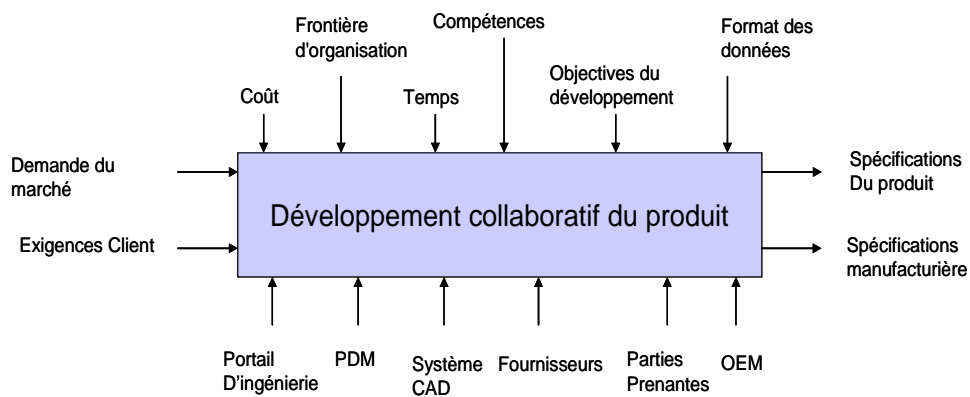 Frontière
d'organisation
Compétences
Format des
données
Coût
Temps
Objectives du
développement
Demande du
marché
Spécifications
Du produit
Développement collaboratif du produit
Exigences Client
Spécifications
manufacturière
Portail
D'ingénierie
PDM
Système
CAD
Fournisseurs
Parties
Prenantes
OEM